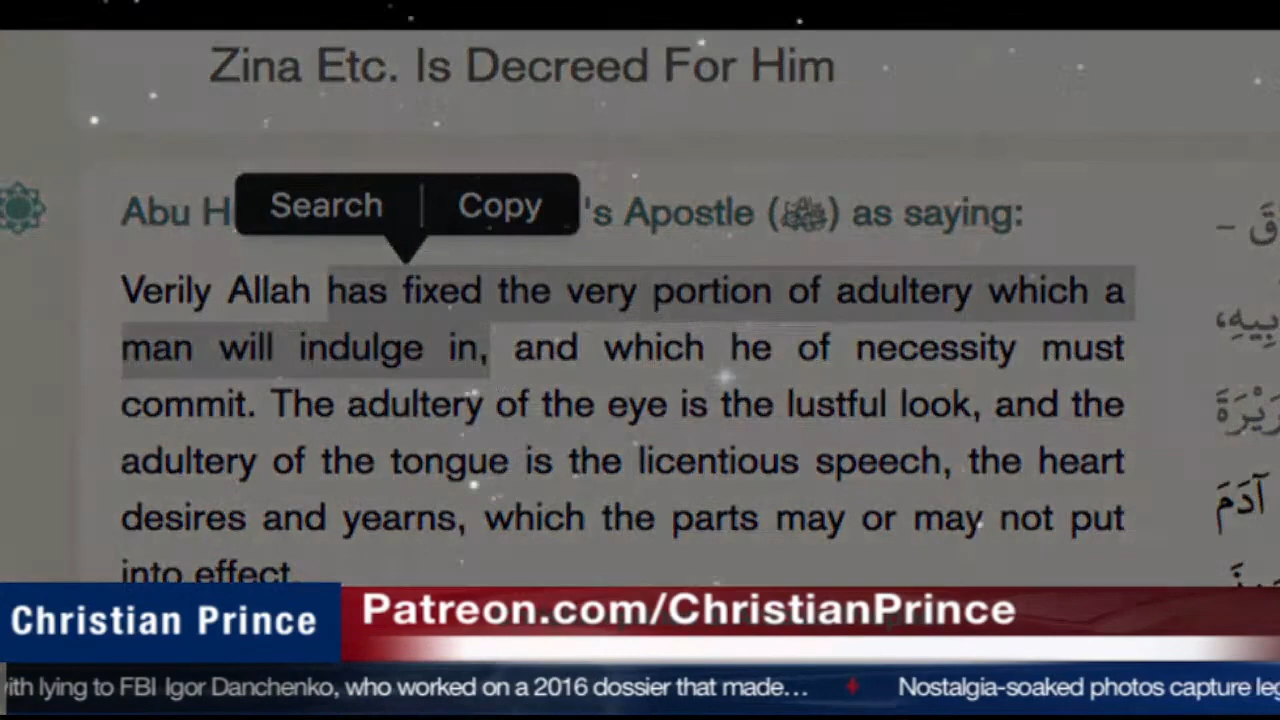 Zina Etc. Is Decreed For Him
Search Copy
Abu H 's Apostle (ﷺ) as saying:
Verily Allah has fixed the very portion of adultery which a
man will indulge in, and which he of necessity must
commit. The adultery of the eye is the lustful look, and the
adultery of the tongue is the licentious speech, the heart
desires and yearns, which the parts may or may not put
into effect.
قَ -
بِيهِ،
رَيْرَةَ
آدَمَ
Christian Prince
Patreon.com/ChristianPrince
with lying to FBI Igor Danchenko, who worked on a 2016 dossier that made... Nostalgia-soaked photos capture leg